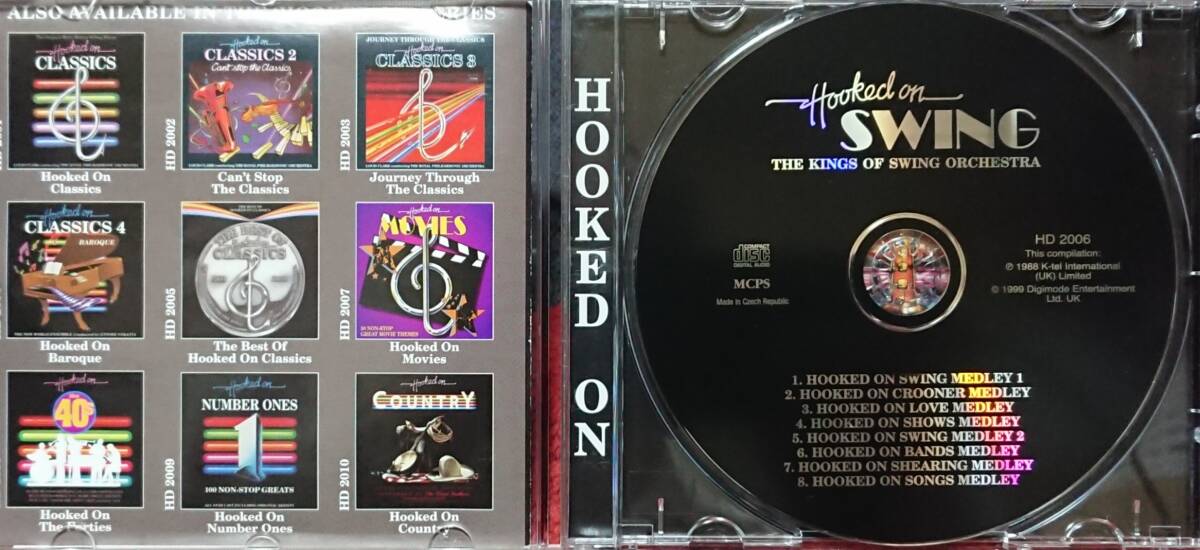 ALSO AVAILABLE IN THE HOOKED ON SERIES
Hooked on
CLASSICS
Hooked On
Classics
HD 2002
Hooked on
CLASSICS 2
Can't stop the Classics
Can't Stop
The Classics
HD 2003
JOURNEY THROUGH THE CLASSICS
Hooked on
CLASSICS 3
Journey Through
The Classics
Hooked on
CLASSICS 4
BAROQUE
Hooked On
Baroque
HD 2005
THE BEST OF
CLASSICS
The Best Of
Hooked On Classics
HD 2007
Hooked on
MOVIES
50 NON-STOP
GREAT MOVIE THEMES
Hooked On
Movies
Hooked on
40s
Hooked On
The Forties
HD 2009
Hooked on
NUMBER ONES
1
100 NON-STOP GREATS
Hooked On
Number Ones
HD 2010
Hooked on
COUNTRY
Hooked On
Country
HOOKED ON
Hooked on
SWING
THE KINGS OF SWING ORCHESTRA
COMPACT
disc
DIGITAL AUDIO
MCPS
Made in Czech Republic
HD 2006
This compilation:
℗ 1988 K-tel International
(UK) Limited
© 1999 Digimode Entertainment
Ltd. UK
1. HOOKED ON SWING MEDLEY 1
2. HOOKED ON CROONER MEDLEY
3. HOOKED ON LOVE MEDLEY
4. HOOKED ON SHOWS MEDLEY
5. HOOKED ON SWING MEDLEY 2
6. HOOKED ON BANDS MEDLEY
7. HOOKED ON SHEARING MEDLEY
8. HOOKED ON SONGS MEDLEY